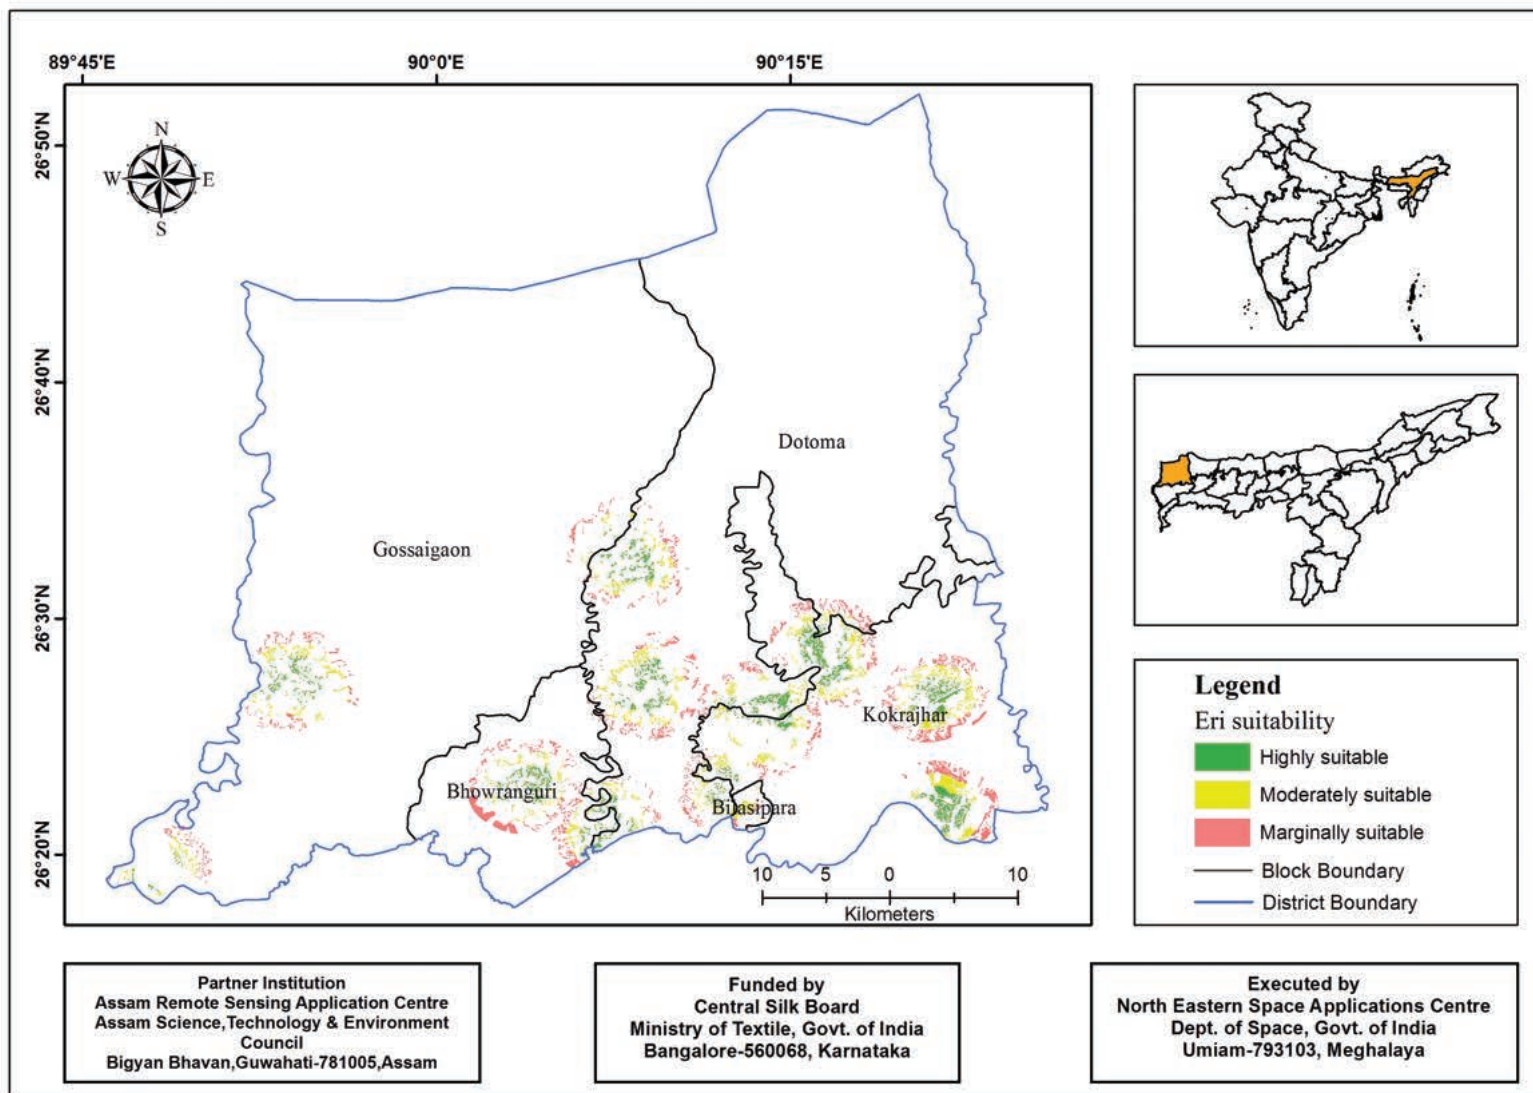 89°45'E
90°0'E
90°15'E
26°50'N
26°40'N
26°30'N
26°20'N
N
W
E
S
Dotoma
Gossaigaon
Kokrajhar
Bhowranguri
Bilasipara
10 5 0 10
Kilometers
Legend
Eri suitability
Highly suitable
Moderately suitable
Marginally suitable
Block Boundary
District Boundary
Partner Institution
Assam Remote Sensing Application Centre
Assam Science,Technology & Environment
Council
Bigyan Bhavan,Guwahati-781005,Assam
Funded by
Central Silk Board
Ministry of Textile, Govt. of India
Bangalore-560068, Karnataka
Executed by
North Eastern Space Applications Centre
Dept. of Space, Govt. of India
Umiam-793103, Meghalaya